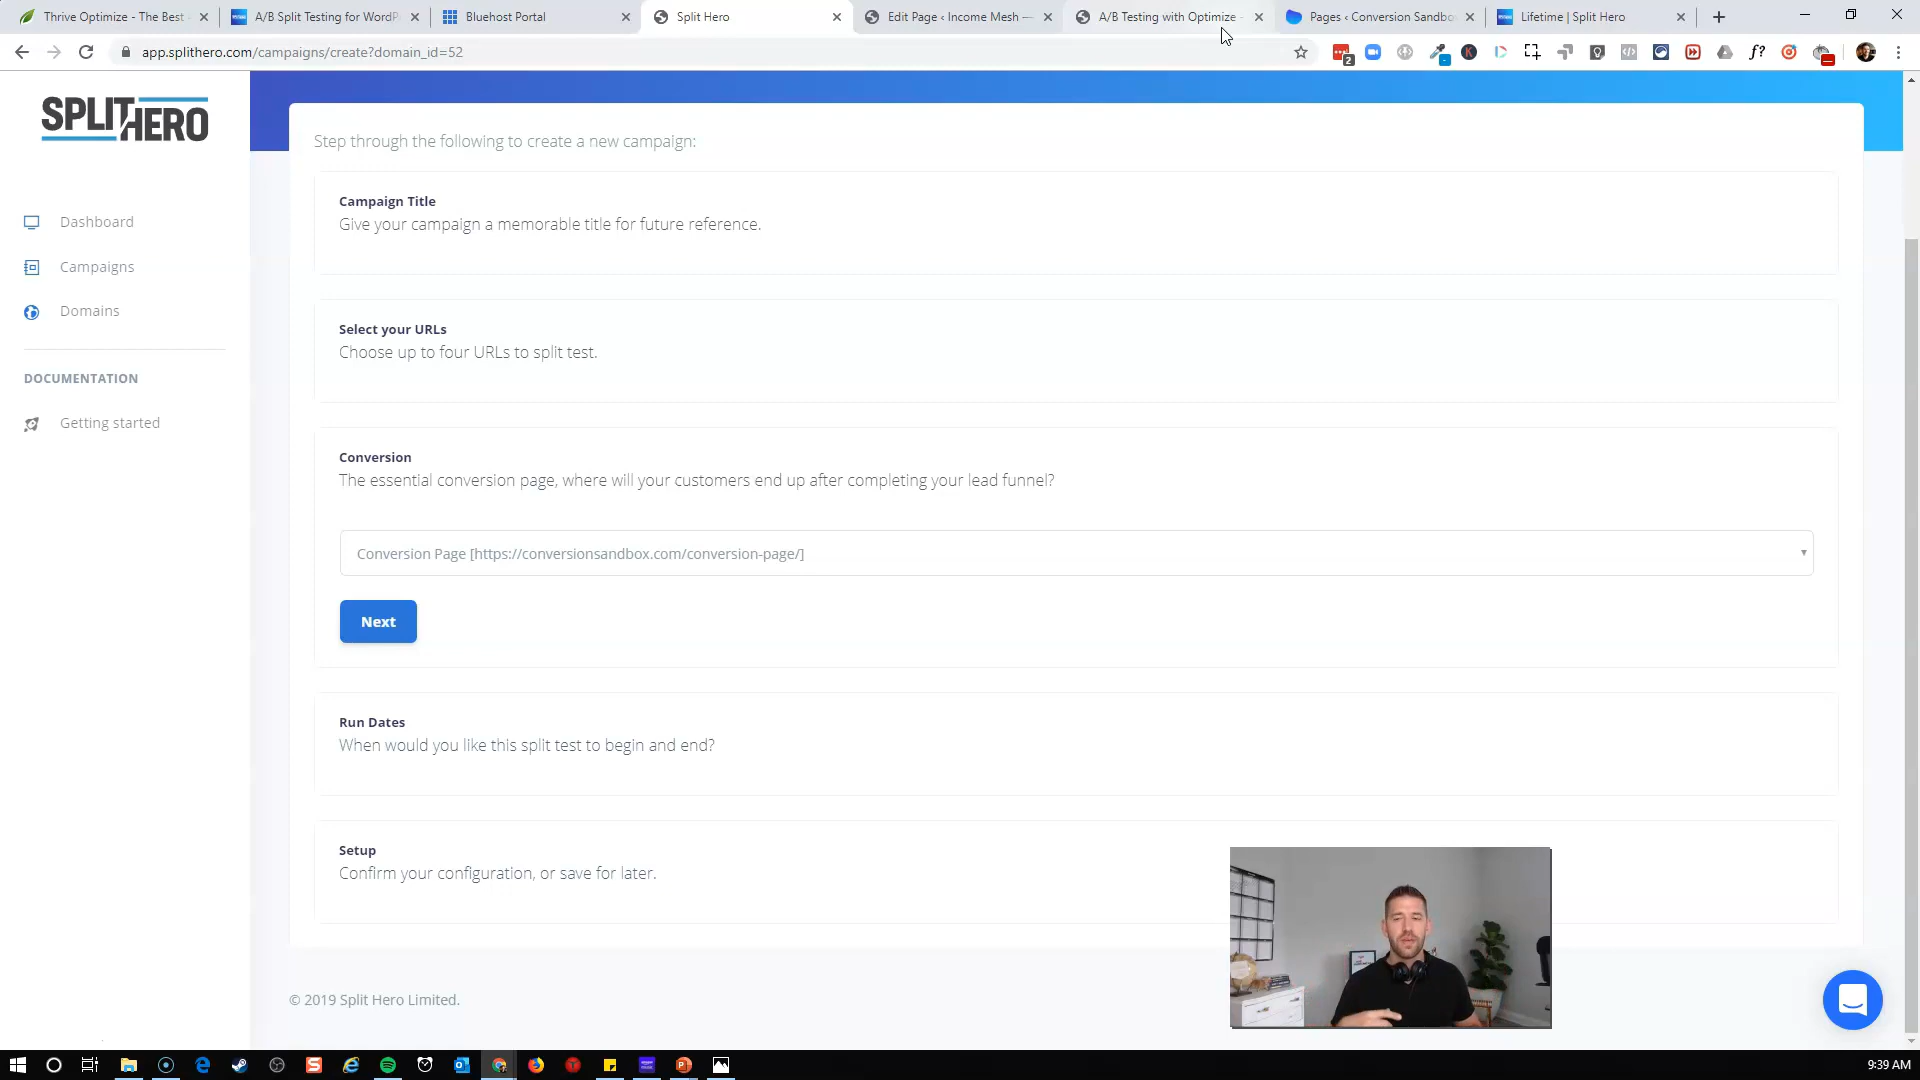 Thrive Optimize - The Best
A/B Split Testing for WordP
Bluehost Portal
Split Hero
Edit Page ‹ Income Mesh —
A/B Testing with Optimize -
Pages ‹ Conversion Sandbo
Lifetime | Split Hero
app.splithero.com/campaigns/create?domain_id=52
SPLIT HERO
Step through the following to create a new campaign:
Campaign Title
Give your campaign a memorable title for future reference.
Dashboard
Campaigns
Domains
Select your URLs
Choose up to four URLs to split test.
DOCUMENTATION
Getting started
Conversion
The essential conversion page, where will your customers end up after completing your lead funnel?
Conversion Page [https://conversionsandbox.com/conversion-page/]
Next
Run Dates
When would you like this split test to begin and end?
Setup
Confirm your configuration, or save for later.
© 2019 Split Hero Limited.
9:39 AM